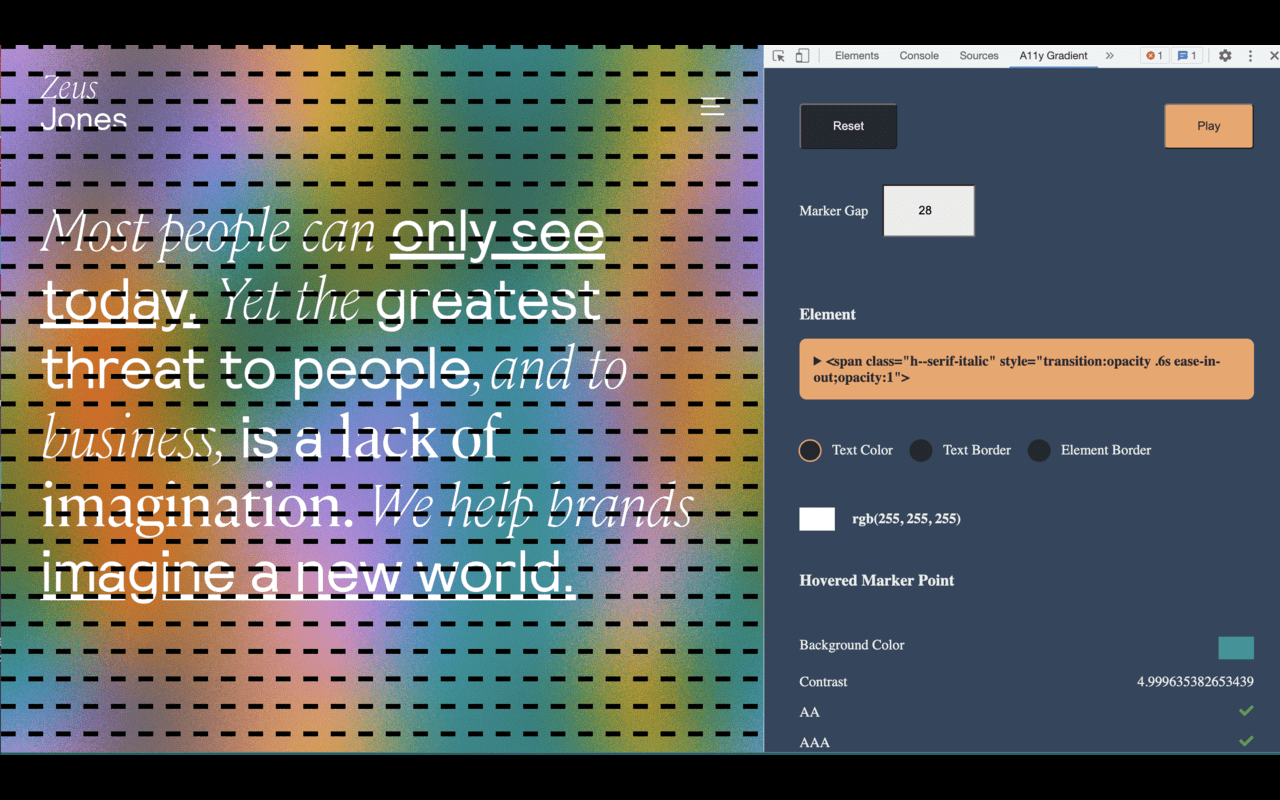 Zeus
Jones
Most people can only see
today. Yet the greatest
threat to people, and to
business, is a lack of
imagination. We help brands
imagine a new world.
Elements Console Sources A11y Gradient » 1 1
Reset Play
Marker Gap 28
Element
▶ <span class="h--serif-italic" style="transition:opacity .6s ease-in-
out;opacity:1">
Text Color Text Border Element Border
rgb(255, 255, 255)
Hovered Marker Point
Background Color
Contrast 4.999635382653439
AA
AAA